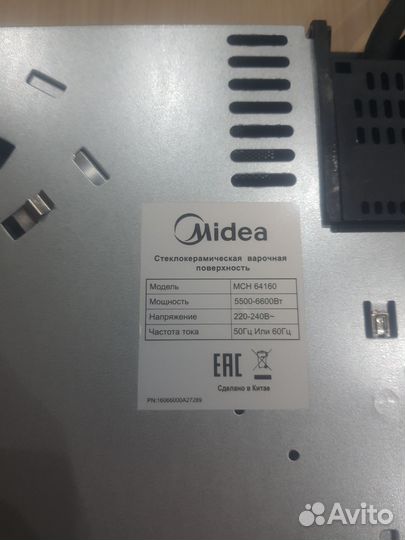 Midea
Стеклокерамическая варочная
поверхность
Модель MCH 64160
Мощность 5500-6600Вт
Напряжение 220-240В~
Частота тока 50Гц Или 60Гц
EAC
Сделано в Китае
PN:16066000A27289
Avito